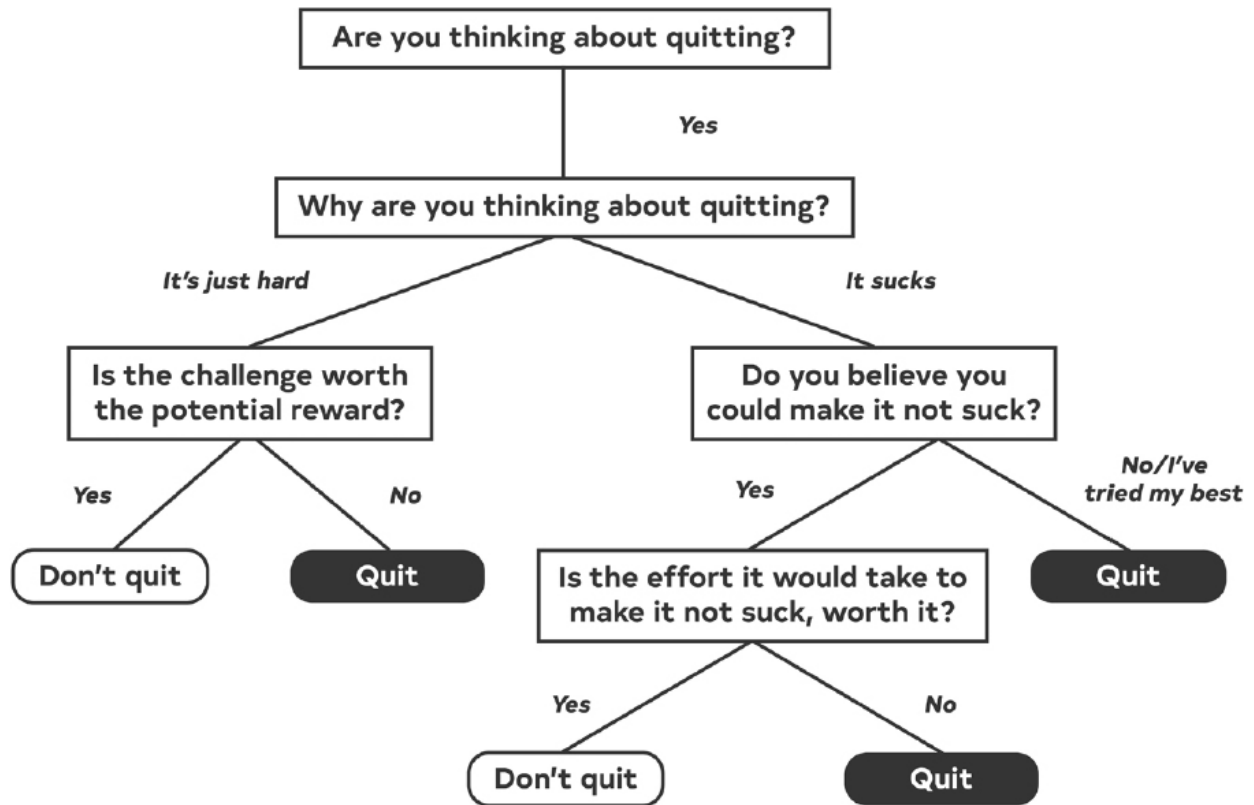 Are you thinking about quitting?
Yes
Why are you thinking about quitting?
It's just hard
It sucks
Is the challenge worth
the potential reward?
Do you believe you
could make it not suck?
Yes
No
Yes
No/I've
tried my best
Don't quit
Quit
Is the effort it would take to
make it not suck, worth it?
Quit
Yes
No
Don't quit
Quit